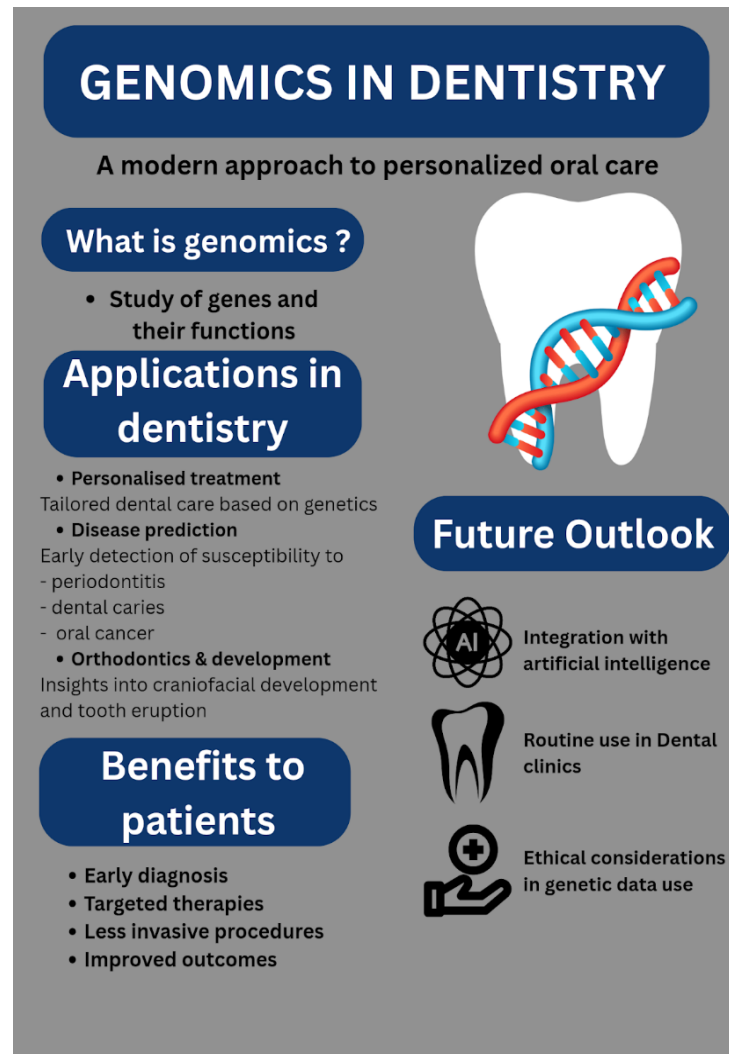 GENOMICS IN DENTISTRY
A modern approach to personalized oral care
What is genomics ?
• Study of genes and
their functions
Applications in
dentistry
• Personalised treatment
Tailored dental care based on genetics
• Disease prediction
Early detection of susceptibility to
- periodontitis
- dental caries
- oral cancer
• Orthodontics & development
Insights into craniofacial development
and tooth eruption
Benefits to
patients
• Early diagnosis
• Targeted therapies
• Less invasive procedures
• Improved outcomes
Future Outlook
AI
Integration with
artificial intelligence
Routine use in Dental
clinics
Ethical considerations
in genetic data use